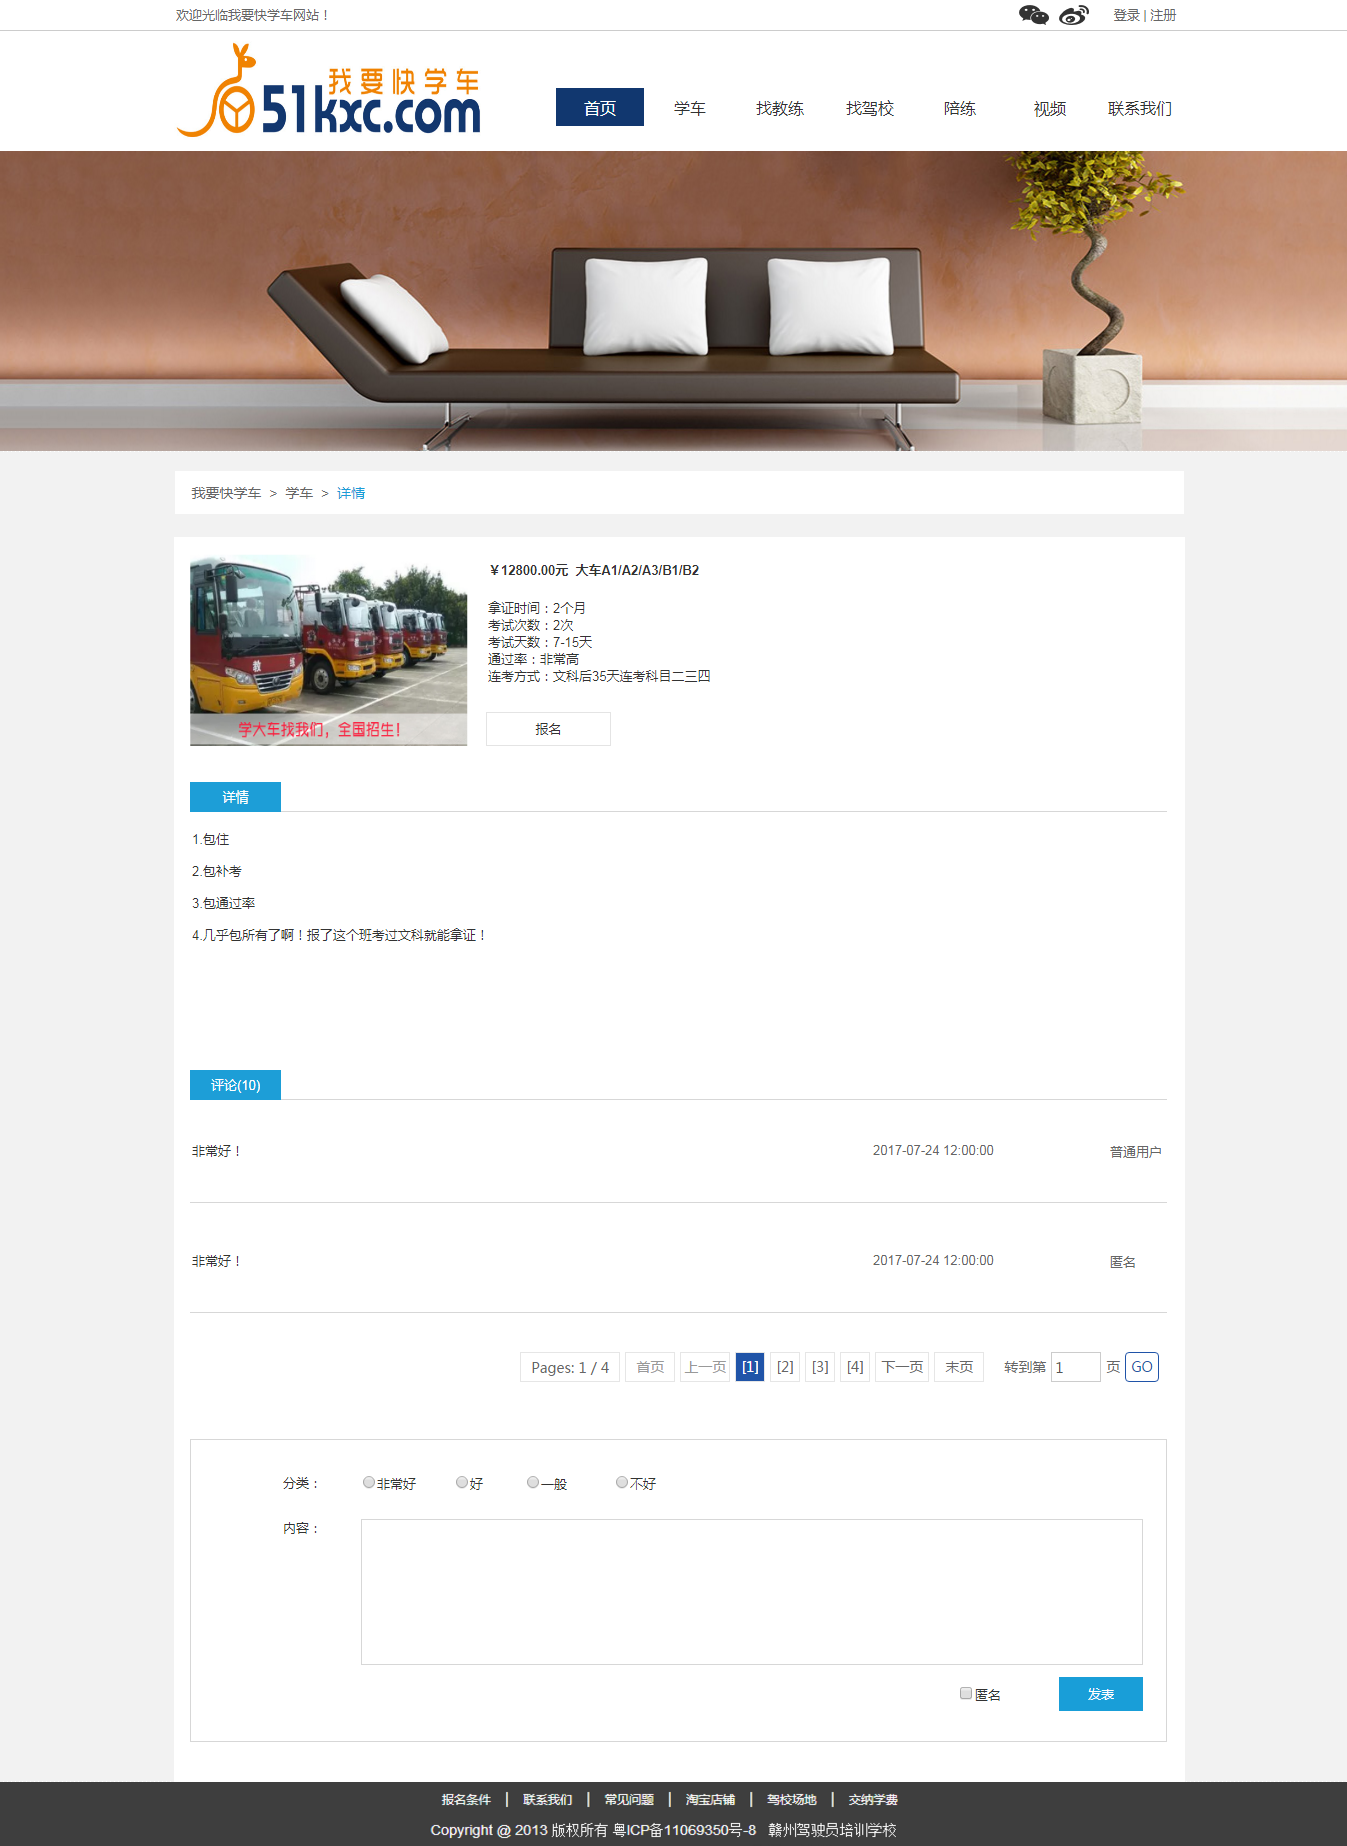 欢迎光临我要快学车网站！
登录 | 注册
我要快学车
51kxc.com
首页 学车 找教练 找驾校 陪练 视频 联系我们
我要快学车 > 学车 > 详情
￥12800.00元 大车A1/A2/A3/B1/B2
拿证时间：2个月
考试次数：2次
考试天数：7-15天
通过率：非常高
连考方式：文科后35天连考科目二三四
教 练
学大车找我们，全国招生！
报名
详情
1.包住
2.包补考
3.包通过率
4.几乎包所有了啊！报了这个班考过文科就能拿证！
评论(10)
非常好！ 2017-07-24 12:00:00 普通用户
非常好！ 2017-07-24 12:00:00 匿名
Pages: 1 / 4 首页 上一页 [1] [2] [3] [4] 下一页 末页 转到第 1 页 GO
分类： 非常好 好 一般 不好
内容：
匿名 发表
报名条件 | 联系我们 | 常见问题 | 淘宝店铺 | 驾校场地 | 交纳学费
Copyright @ 2013 版权所有 粤ICP备11069350号-8 赣州驾驶员培训学校